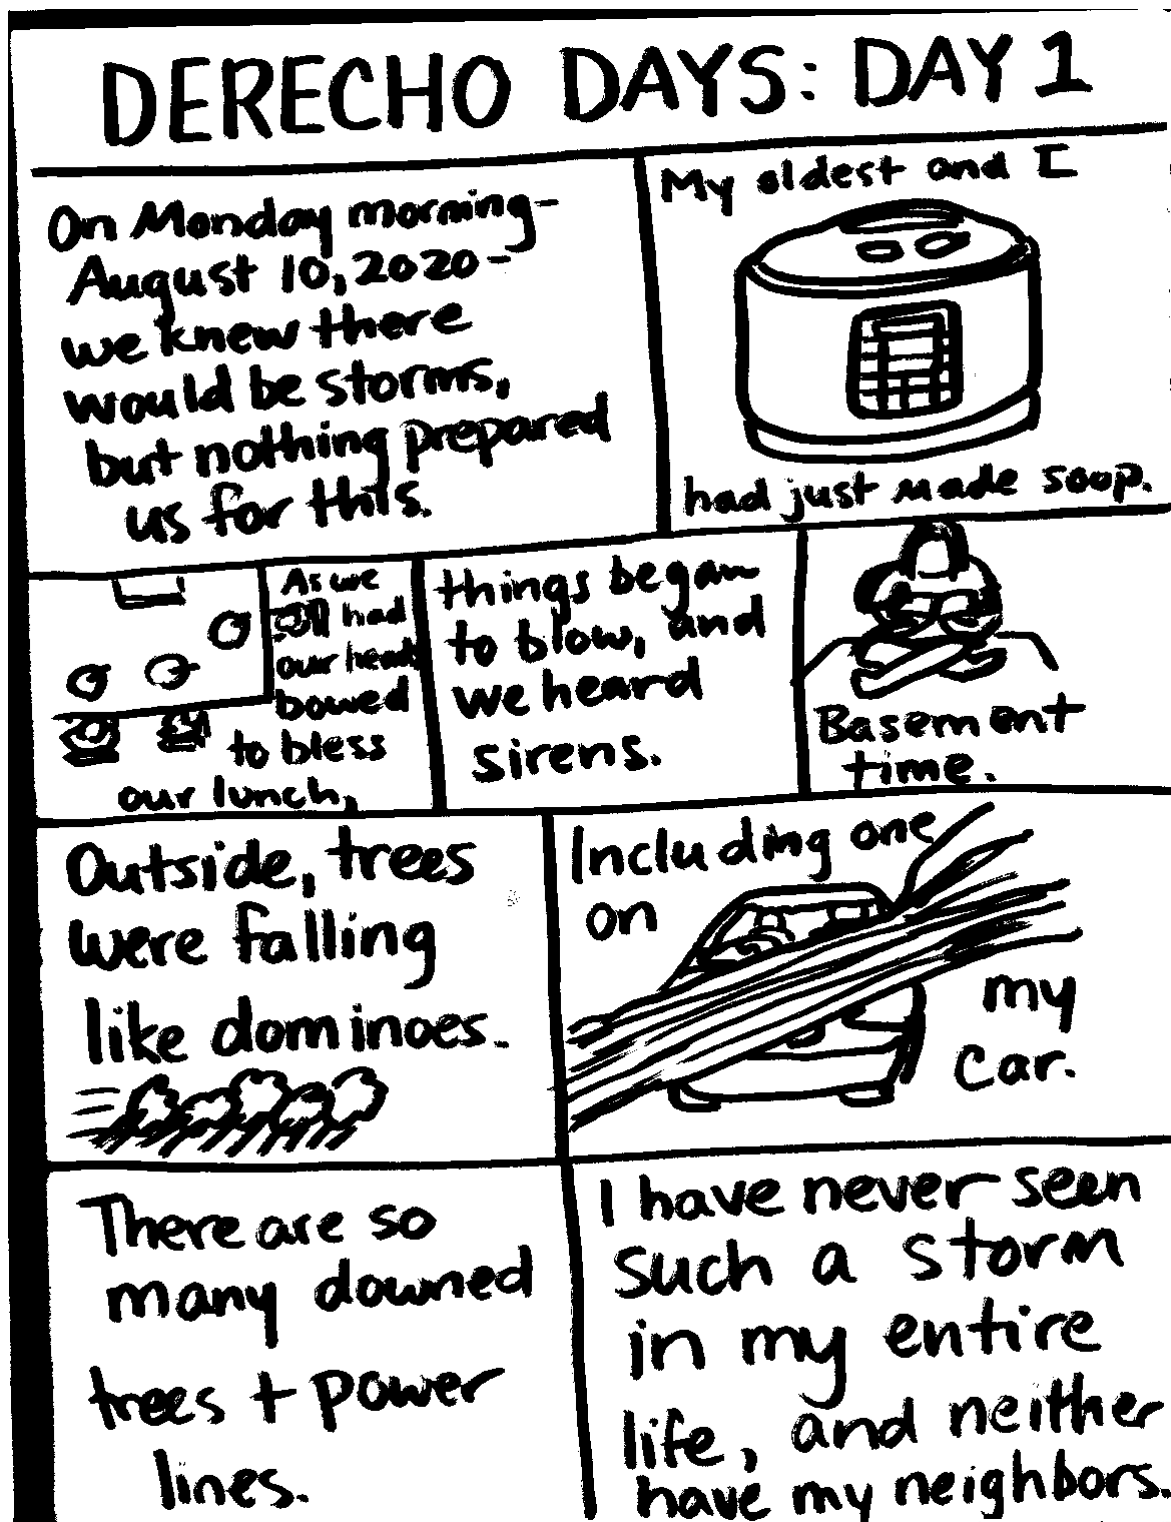 DERECHO DAYS: DAY 1
On Monday morning-
August 10, 2020-
we knew there
would be storms,
but nothing prepared
us for this.
My oldest and I
had just made soup.
As we
all had
our heads
bowed
to bless
our lunch,
things began
to blow, and
we heard
sirens.
Basement
time.
Outside, trees
were falling
like dominoes.
Including one
on
my
car.
There are so
many downed
trees + power
lines.
I have never seen
such a storm
in my entire
life, and neither
have my neighbors.